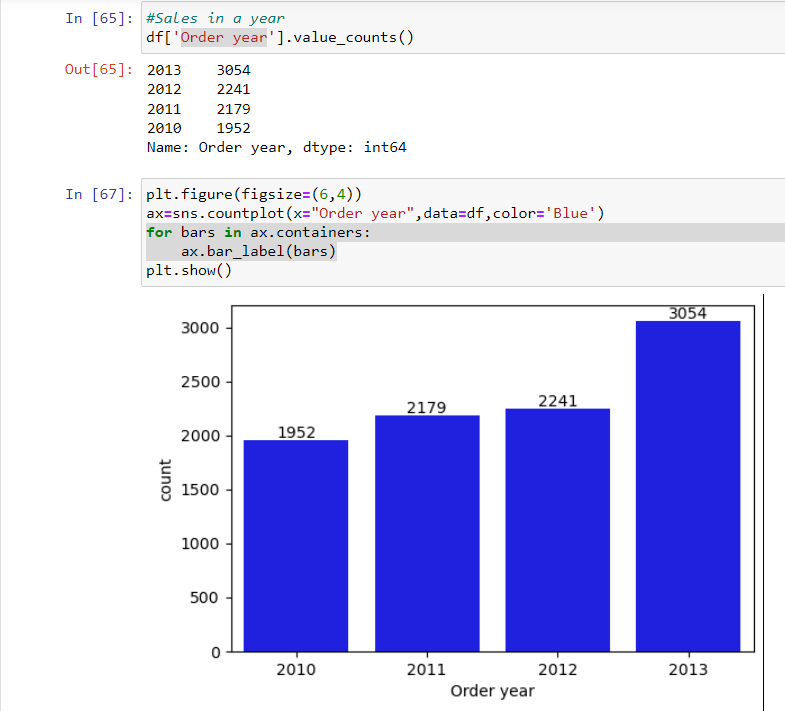 In [65]: #Sales in a year
df['Order year'].value_counts()
Out[65]: 2013    3054
2012    2241
2011    2179
2010    1952
Name: Order year, dtype: int64
In [67]: plt.figure(figsize=(6,4))
ax=sns.countplot(x="Order year",data=df,color='Blue')
for bars in ax.containers:
    ax.bar_label(bars)
plt.show()
3054
3000
2500
2241
2179
2000
1952
count
1500
1000
500
0
2010 2011 2012 2013
Order year